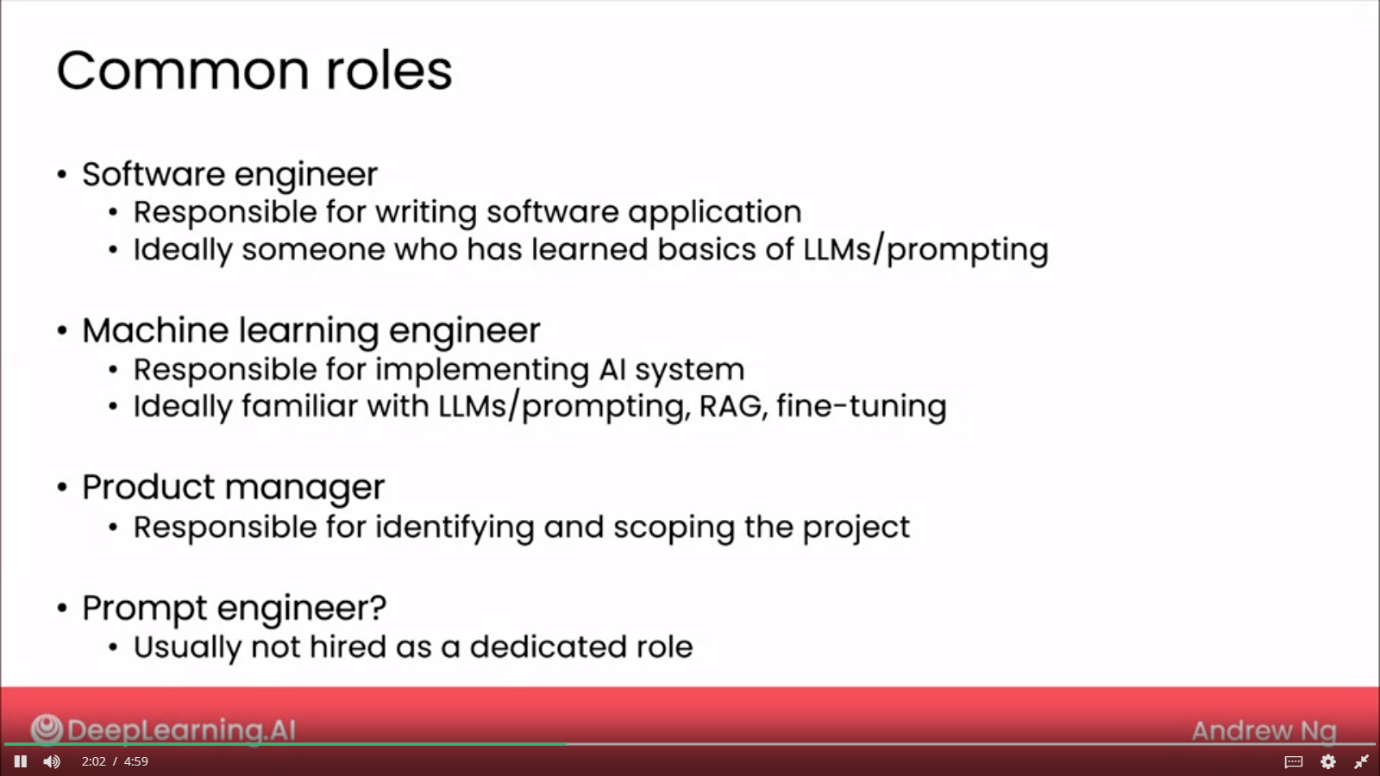 Common roles
• Software engineer
• Responsible for writing software application
• Ideally someone who has learned basics of LLMs/prompting
• Machine learning engineer
• Responsible for implementing AI system
• Ideally familiar with LLMs/prompting, RAG, fine-tuning
• Product manager
• Responsible for identifying and scoping the project
• Prompt engineer?
• Usually not hired as a dedicated role
DeepLearning.AI
Andrew Ng
2:02 / 4:59